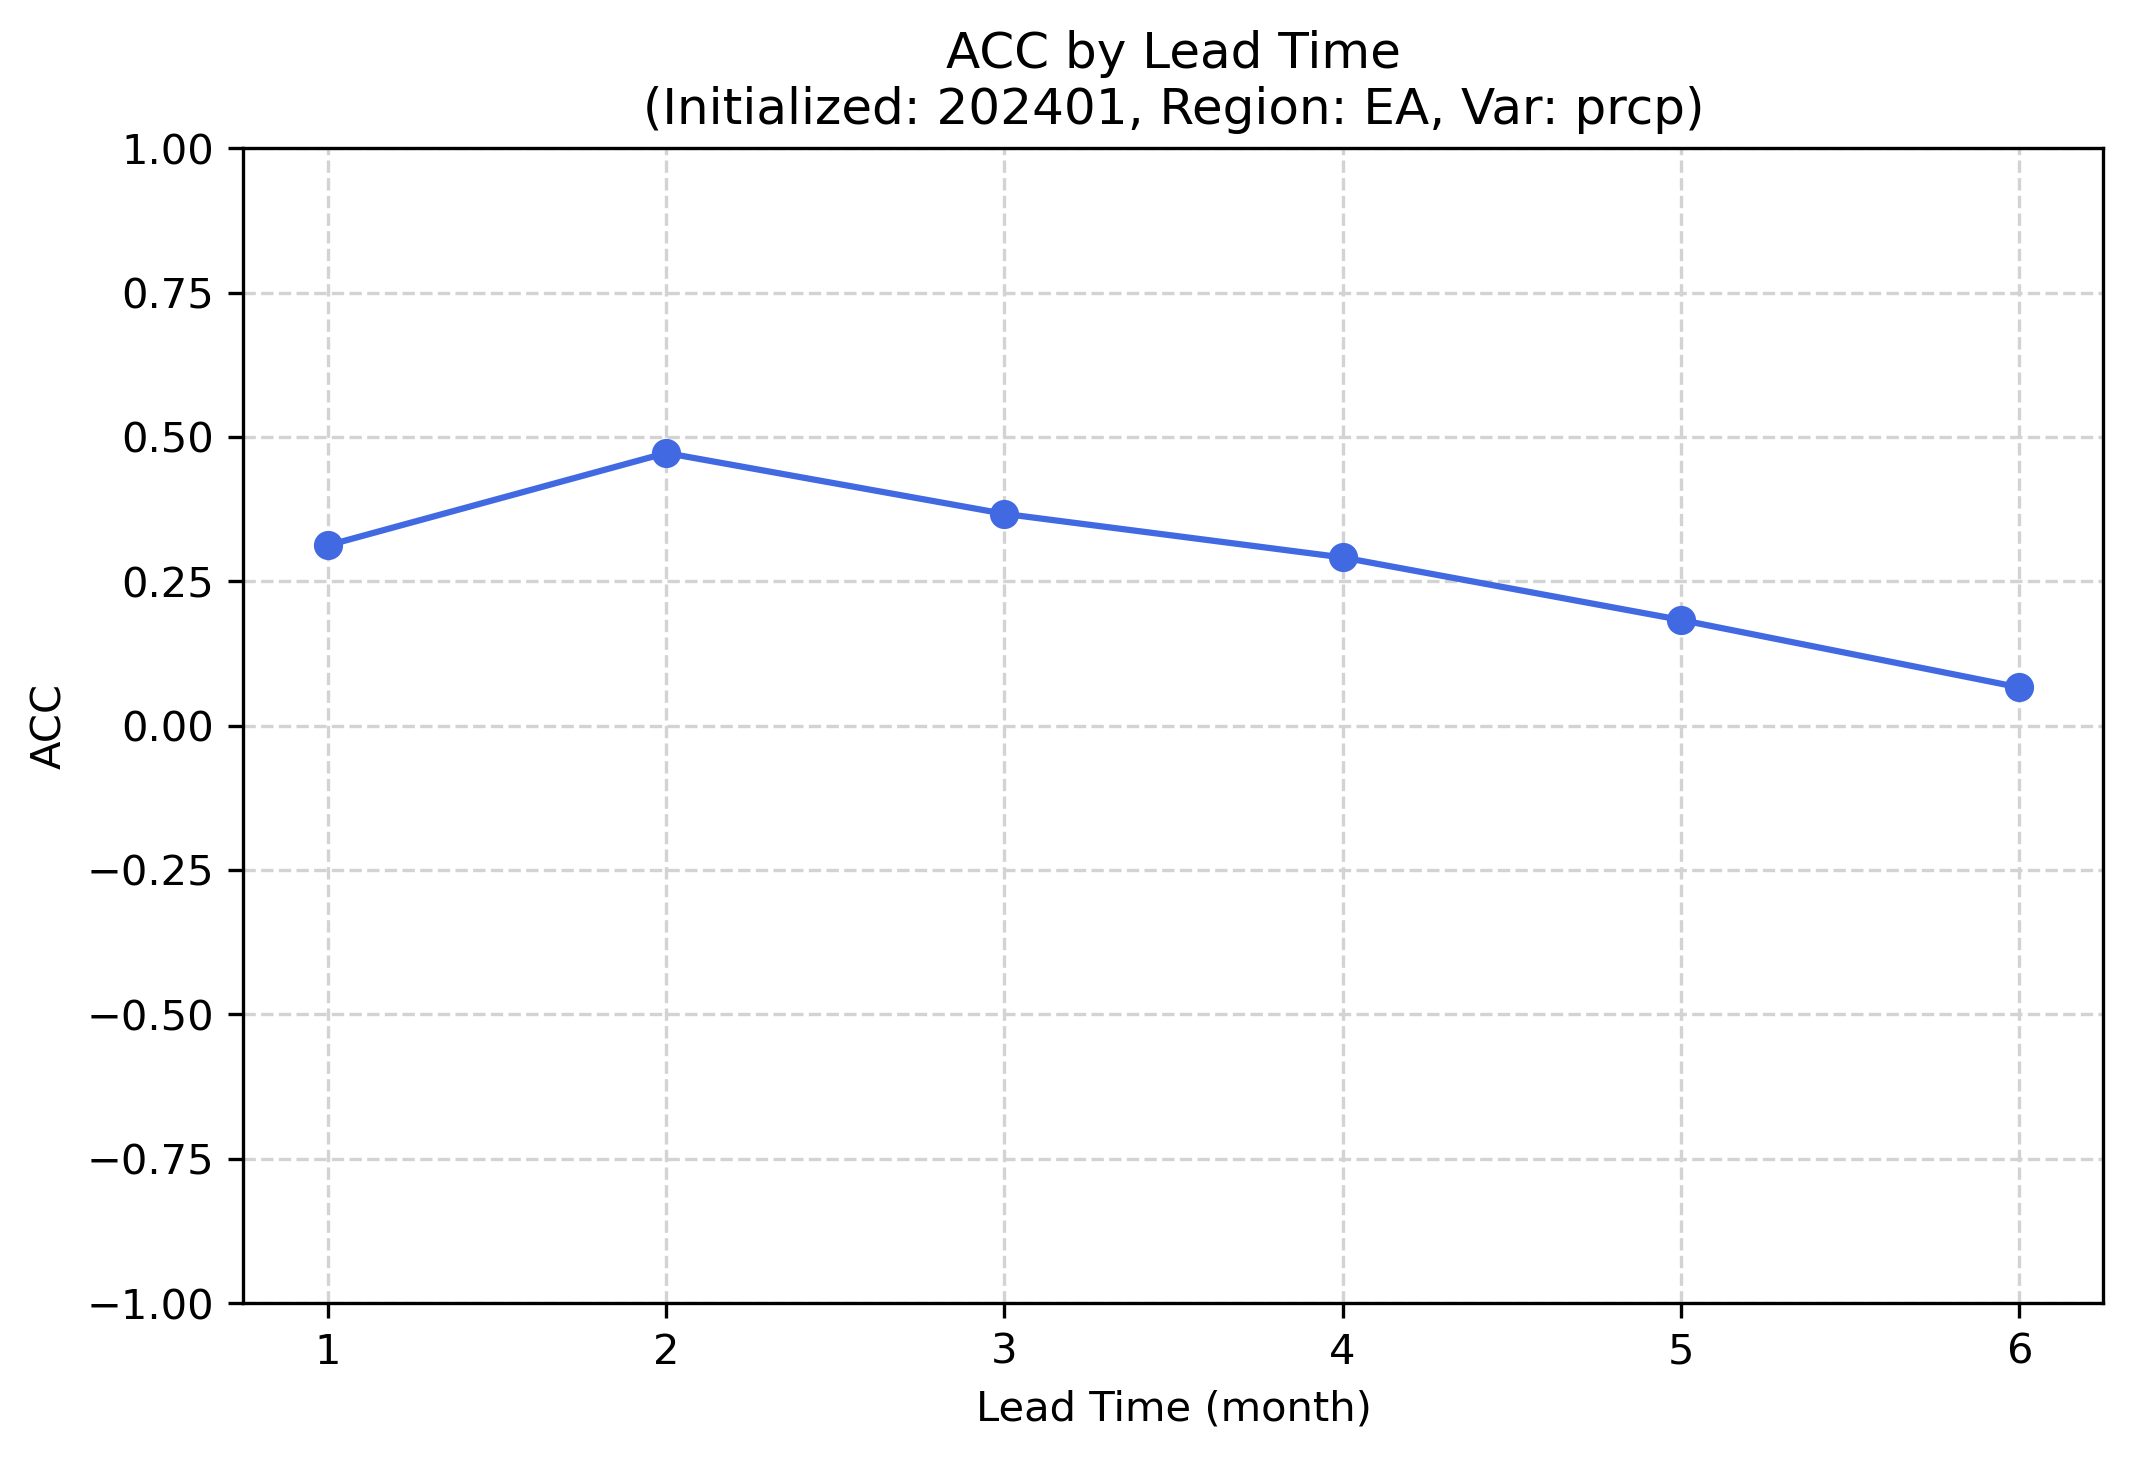 ACC by Lead Time
(Initialized: 202401, Region: EA, Var: prcp)
1.00
0.75
0.50
0.25
0.00
−0.25
−0.50
−0.75
−1.00
ACC
1 2 3 4 5 6
Lead Time (month)